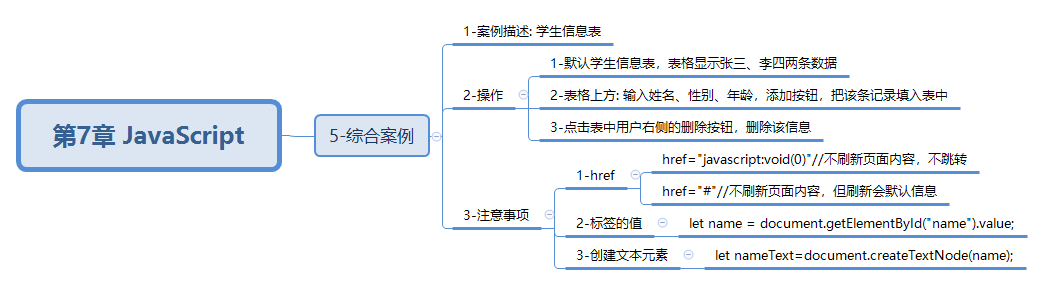 第7章 JavaScript
5-综合案例
1-案例描述: 学生信息表
2-操作
1-默认学生信息表，表格显示张三、李四两条数据
2-表格上方: 输入姓名、性别、年龄，添加按钮，把该条记录填入表中
3-点击表中用户右侧的删除按钮，删除该信息
3-注意事项
1-href
href="javascript:void(0)"//不刷新页面内容，不跳转
href="#"//不刷新页面内容，但刷新会默认信息
2-标签的值
let name = document.getElementById("name").value;
3-创建文本元素
let nameText=document.createTextNode(name);